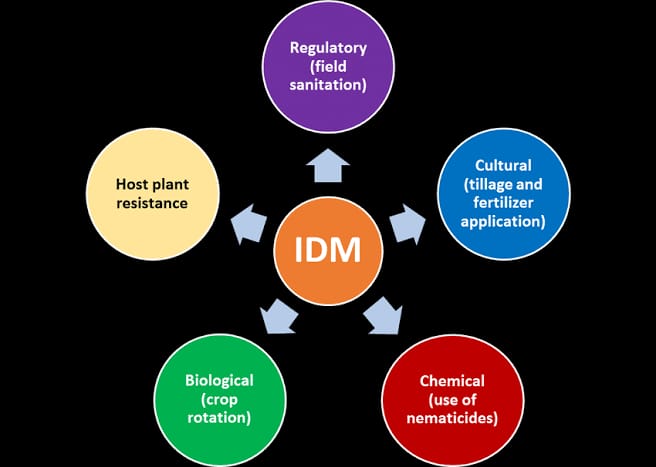 Regulatory
(field
sanitation)
Host plant
resistance
Cultural
(tillage and
fertilizer
application)
IDM
Biological
(crop
rotation)
Chemical
(use of
nematicides)